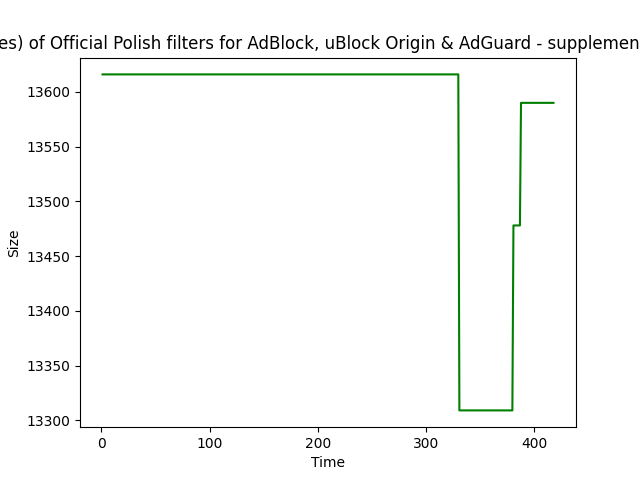 es) of Official Polish filters for AdBlock, uBlock Origin & AdGuard - supplemen
13600
13550
13500
13450
13400
13350
13300
Size
0 100 200 300 400
Time